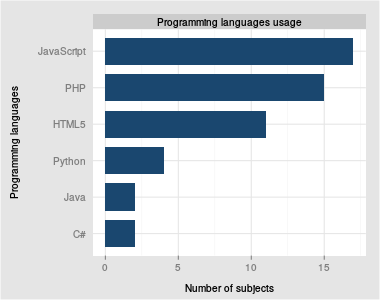 Programming languages usage
Programming languages
JavaScript
PHP
HTML5
Python
Java
C#
0 5 10 15
Number of subjects